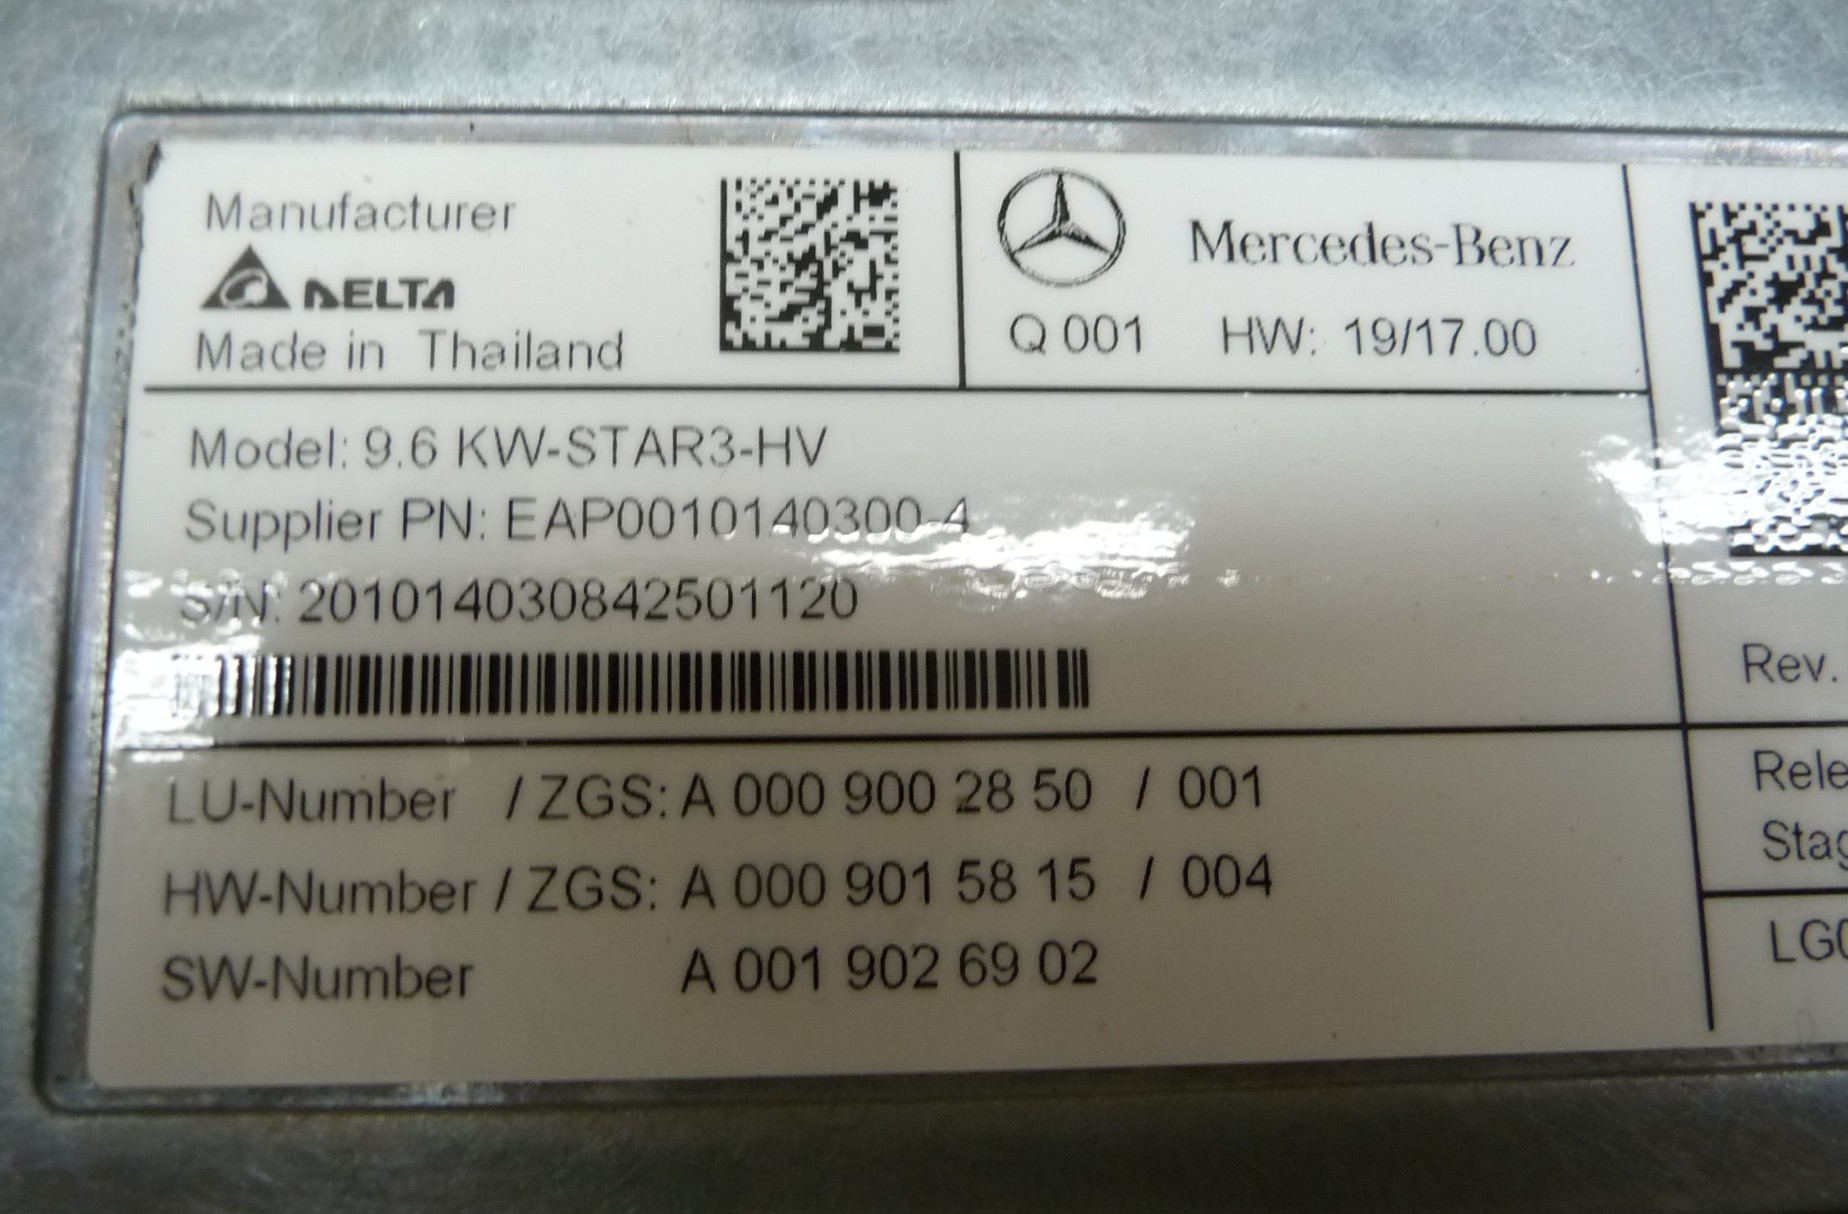 Manufacturer
DELTA
Made in Thailand
Mercedes-Benz
Q 001 HW: 19/17.00
Model: 9.6 KW-STAR3-HV
Supplier PN: EAP0010140300-4
S/N: 201014030842501120
Rev.
LU-Number / ZGS: A 000 900 28 50 / 001
HW-Number / ZGS: A 000 901 58 15 / 004
SW-Number A 001 902 69 02